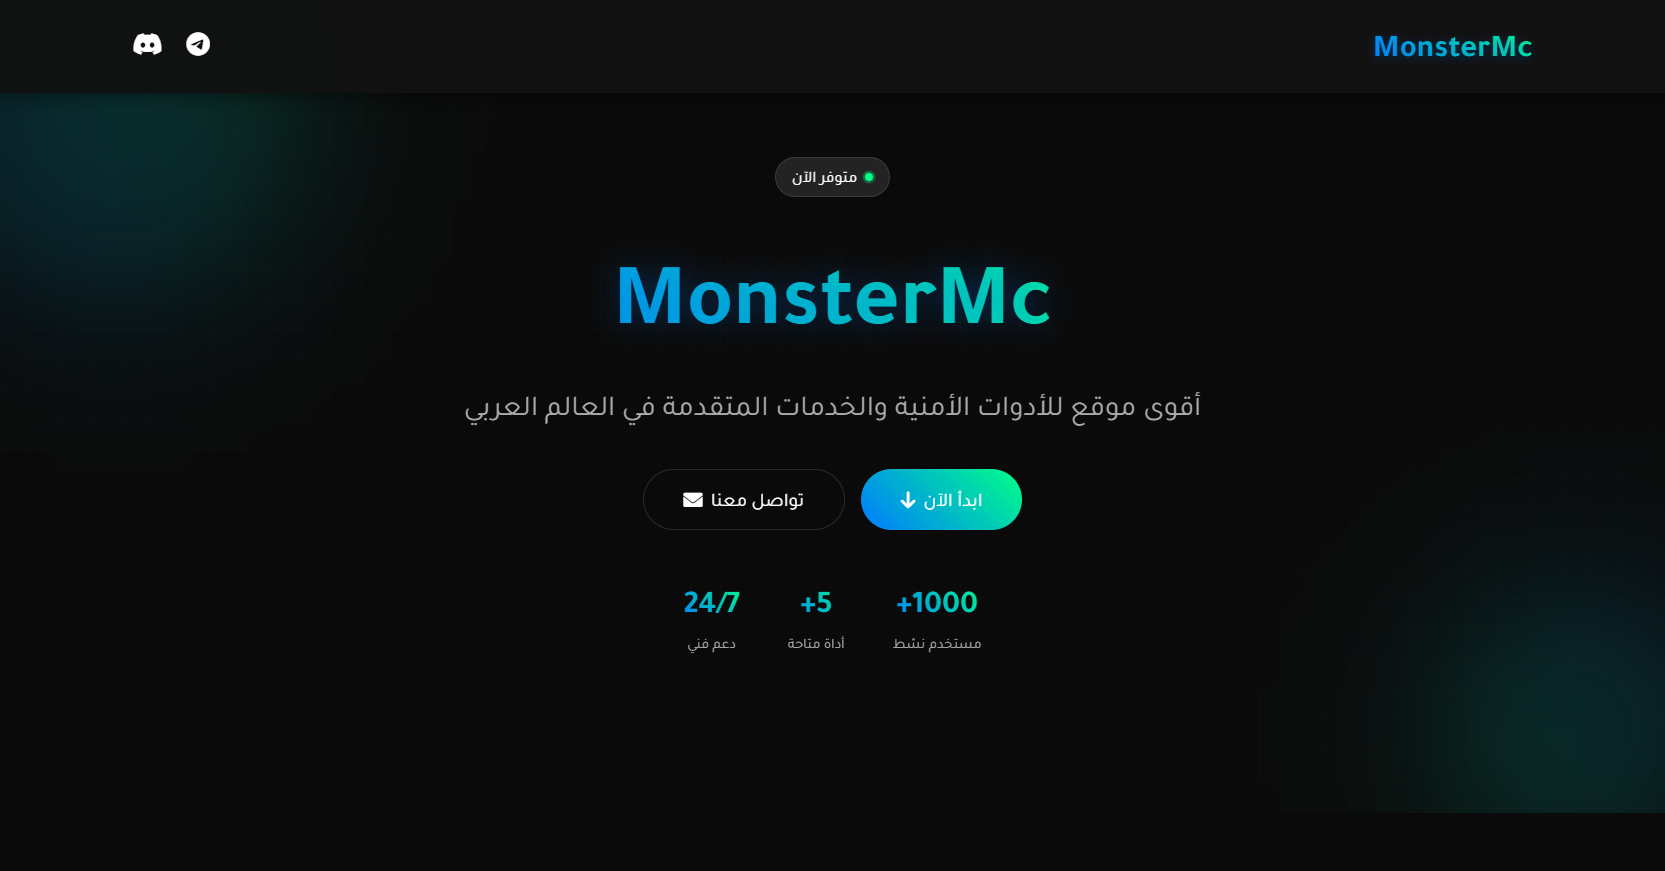 MonsterMc
متوفر الآن
MonsterMc
أقوى موقع للأدوات الأمنية والخدمات المتقدمة في العالم العربي
ابدأ الآن
تواصل معنا
1000+
مستخدم نشط
5+
أداة متاحة
24/7
دعم فني